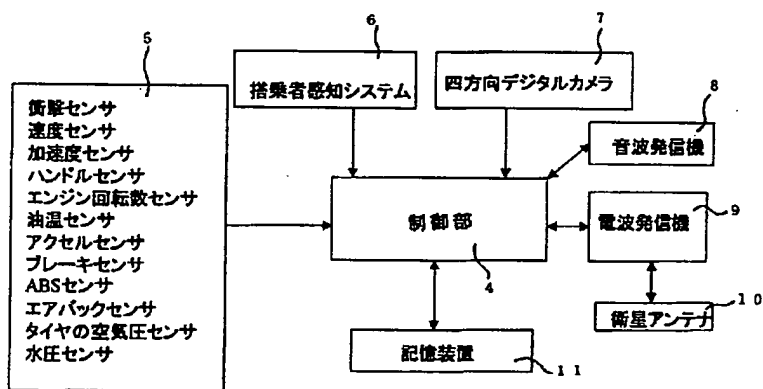 5
6
7
8
9
10
11
4
衝撃センサ
速度センサ
加速度センサ
ハンドルセンサ
エンジン回転数センサ
油温センサ
アクセルセンサ
ブレーキセンサ
ABSセンサ
エアバックセンサ
タイヤの空気圧センサ
水圧センサ
搭乗者感知システム
四方向デジタルカメラ
音波発信機
制御部
電波発信機
衛星アンテナ
記憶装置